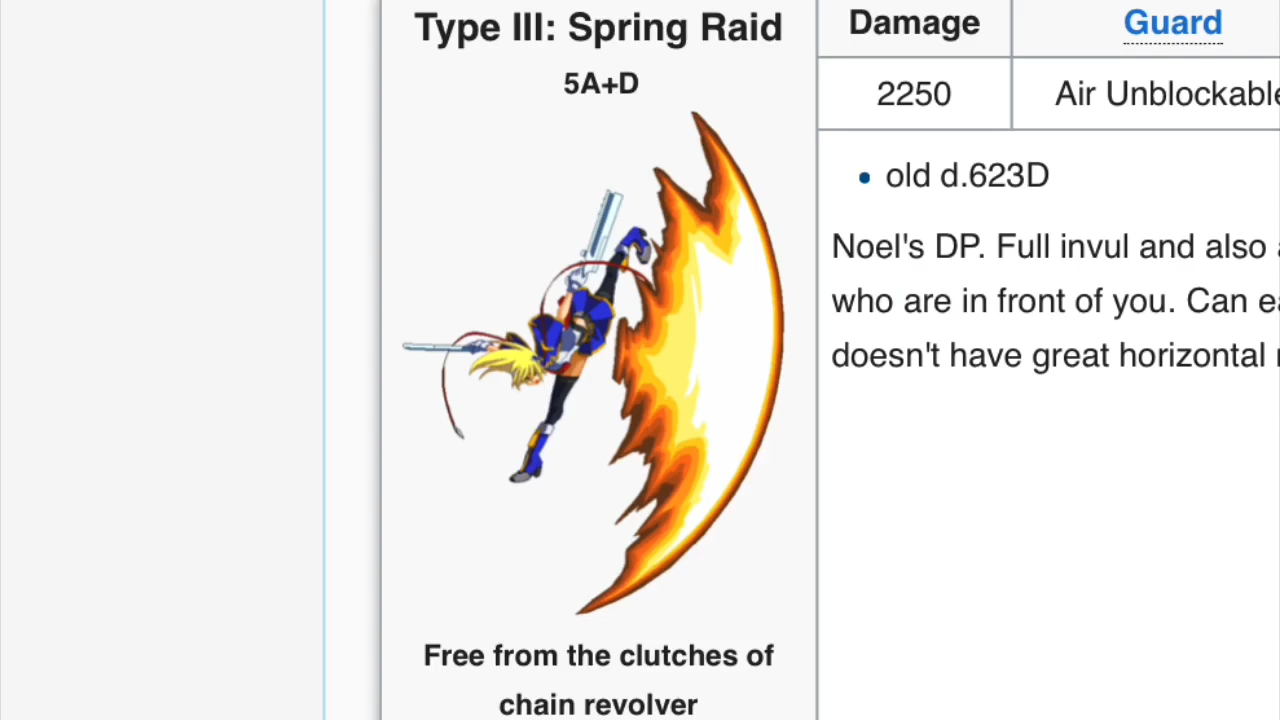 Type III: Spring Raid
5A+D
Damage
Guard
2250
Air Unblockable
• old d.623D
Noel's DP. Full invul and also
who are in front of you. Can
doesn't have great horizontal
Free from the clutches of
chain revolver